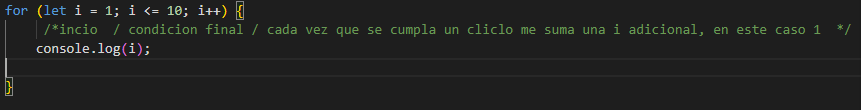 for (let i = 1; i <= 10; i++) {
/*incio  / condicion final / cada vez que se cumpla un cliclo me suma una i adicional, en este caso 1  */
console.log(i);
}